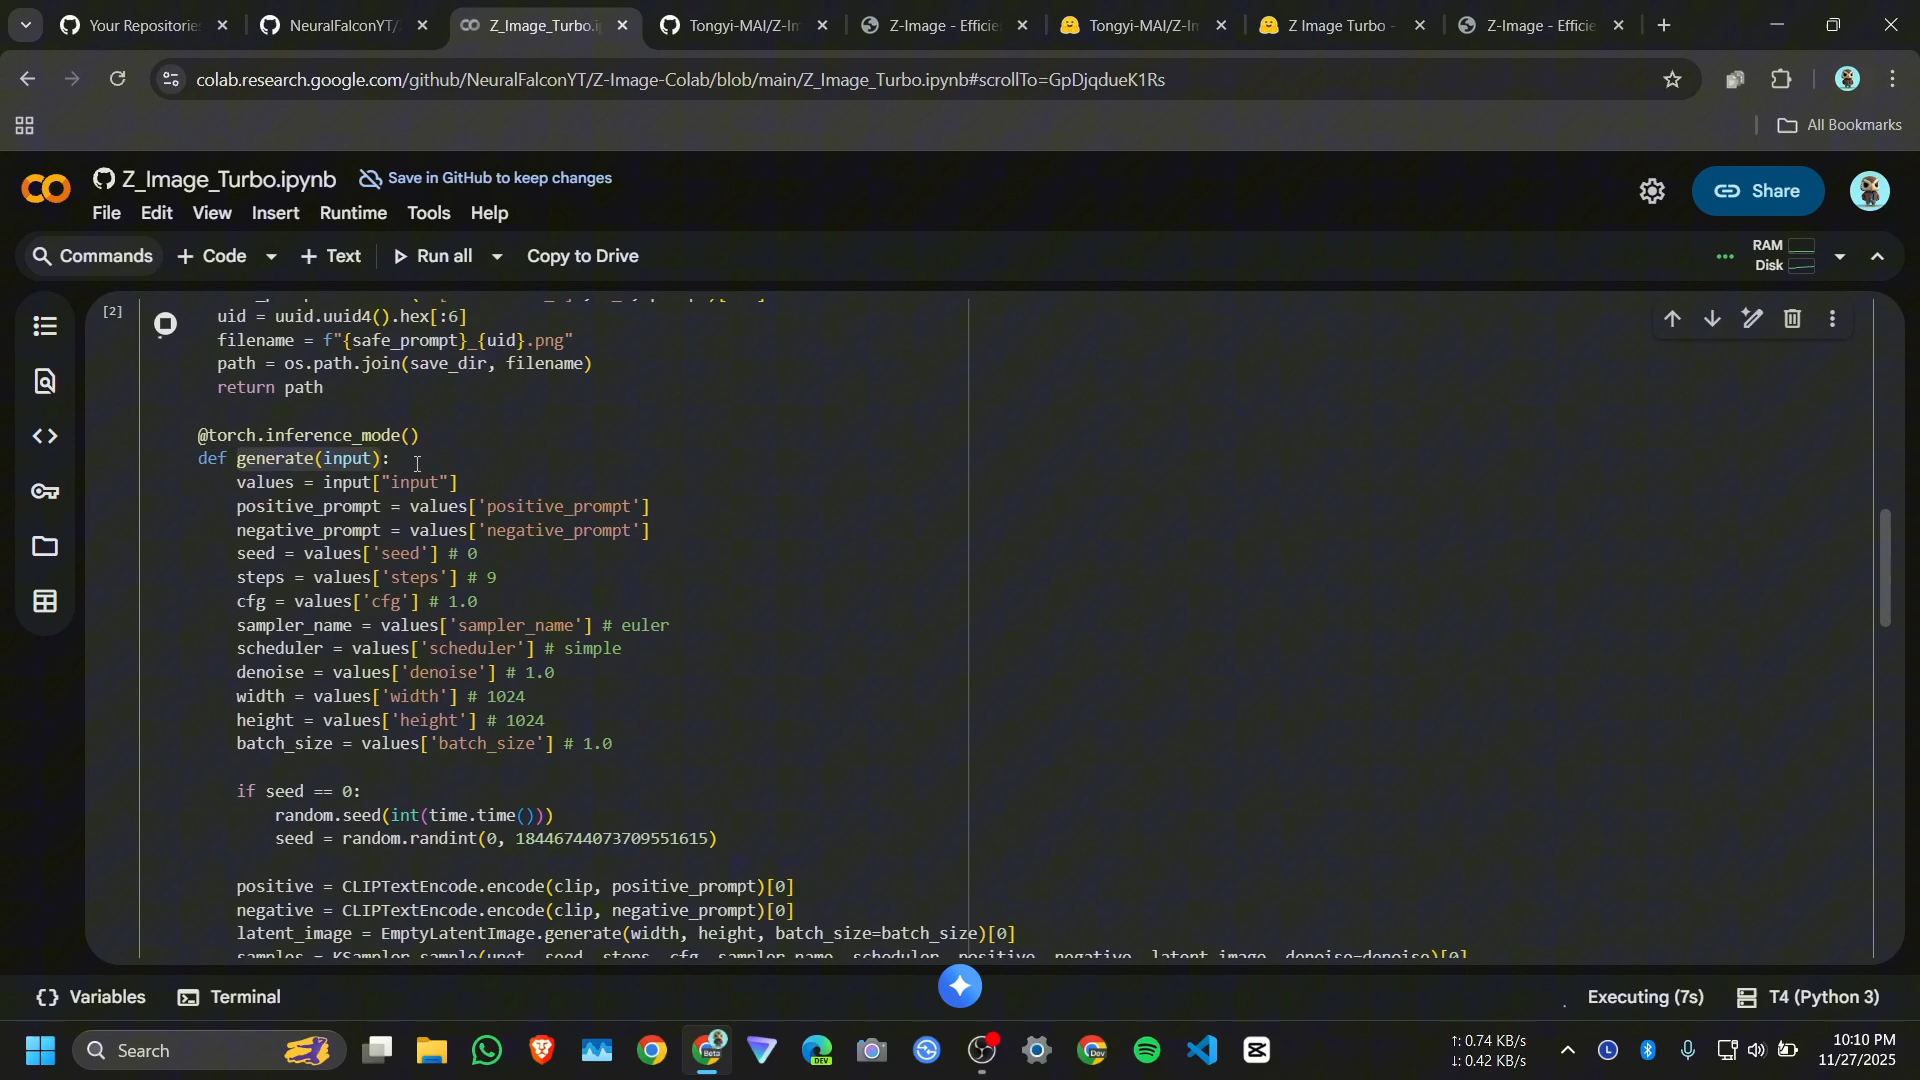 Your Repositories
NeuralFalconYT/
Z_Image_Turbo.i
Tongyi-MAI/Z-Im
Z-Image - Efficie
Tongyi-MAI/Z-In
Z Image Turbo -
Z-Image - Efficie
colab.research.google.com/github/NeuralFalconYT/Z-Image-Colab/blob/main/Z_Image_Turbo.ipynb#scrollTo=GpDjqdueK1Rs
All Bookmarks
Z_Image_Turbo.ipynb
Save in GitHub to keep changes
File Edit View Insert Runtime Tools Help
Share
Commands + Code + Text Run all Copy to Drive
RAM
Disk
[2]
uid = uuid.uuid4().hex[:6]
filename = f"{safe_prompt}_{uid}.png"
path = os.path.join(save_dir, filename)
return path
@torch.inference_mode()
def generate(input):
values = input["input"]
positive_prompt = values['positive_prompt']
negative_prompt = values['negative_prompt']
seed = values['seed'] # 0
steps = values['steps'] # 9
cfg = values['cfg'] # 1.0
sampler_name = values['sampler_name'] # euler
scheduler = values['scheduler'] # simple
denoise = values['denoise'] # 1.0
width = values['width'] # 1024
height = values['height'] # 1024
batch_size = values['batch_size'] # 1.0
if seed == 0:
random.seed(int(time.time()))
seed = random.randint(0, 18446744073709551615)
positive = CLIPTextEncode.encode(clip, positive_prompt)[0]
negative = CLIPTextEncode.encode(clip, negative_prompt)[0]
latent_image = EmptyLatentImage.generate(width, height, batch_size=batch_size)[0]
samples = KSampler.sample(unet, seed, steps, cfg, sampler_name, scheduler, positive, negative, latent_image, denoise=denoise)[0]
{} Variables
Terminal
Executing (7s)
T4 (Python 3)
Search
Beta
DEV
Dev
↑: 0.74 KB/s
↓: 0.42 KB/s
10:10 PM
11/27/2025